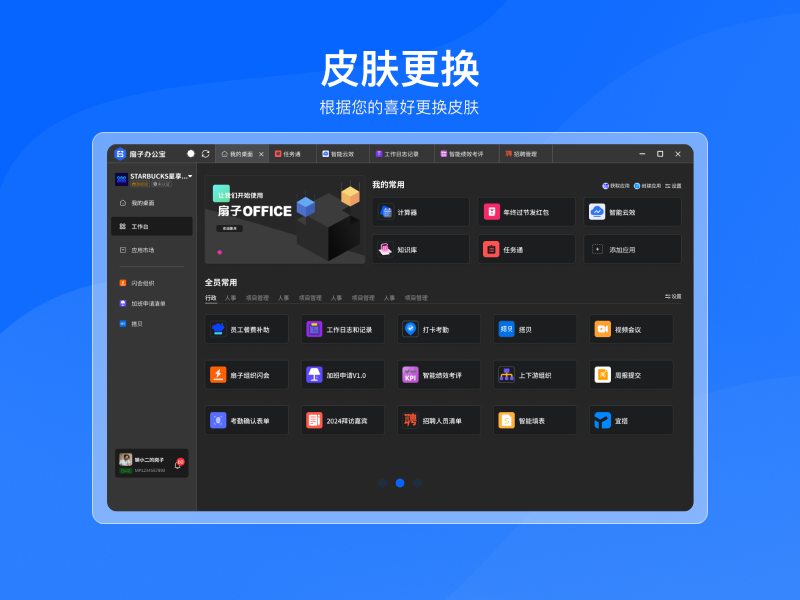 皮肤更换
根据您的喜好更换皮肤
扇子办公宝
我的桌面
任务通
智能云效
工作日志记录
智能绩效考评
招聘管理
STARBUCKS星享...
我的桌面
工作台
应用市场
闪会组织
加班申请清单
搭贝
让我们开始使用
扇子OFFICE
我的常用
获取应用
创建应用
设置
计算器
年终过节发红包
智能云效
知识库
任务通
添加应用
全员常用
行政 人事 项目管理 人事 项目管理 人事 项目管理 人事 项目管理
设置
员工餐费补助
工作日志和记录
打卡考勤
搭贝
搭贝
视频会议
扇子组织闪会
加班申请V1.0
KPI
智能绩效考评
上下游组织
周报提交
考勤确认表单
2024拜访嘉宾
聘
招聘人员清单
智能填表
宜搭